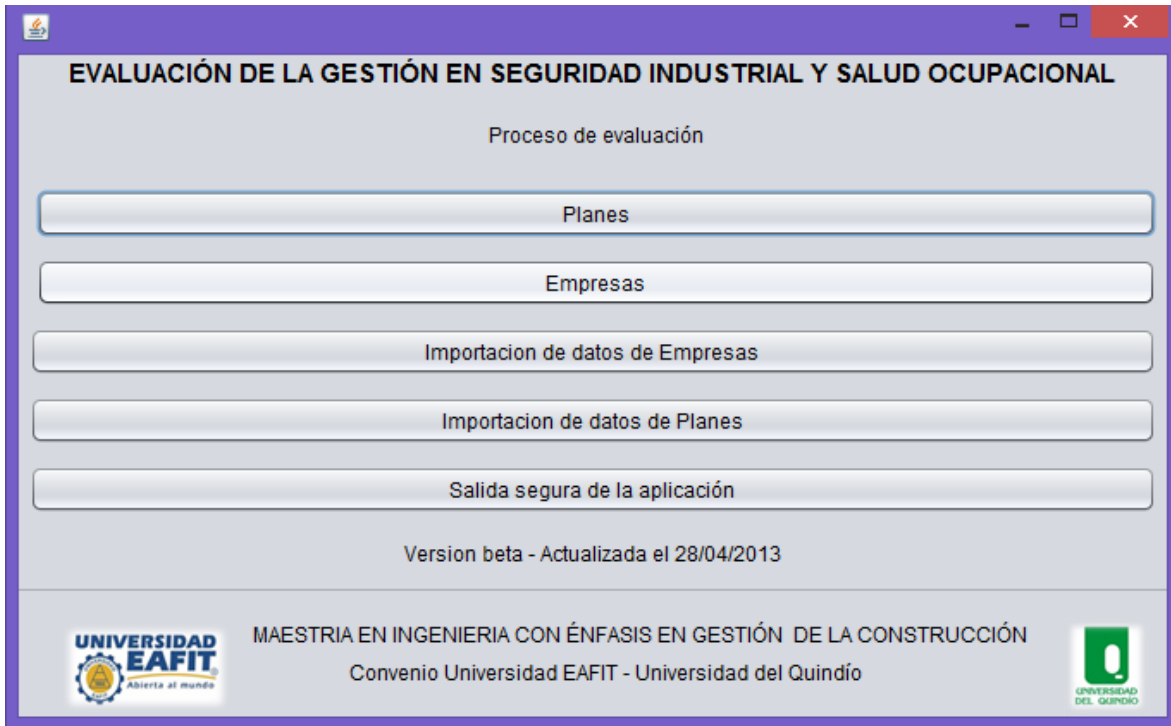 EVALUACIÓN DE LA GESTIÓN EN SEGURIDAD INDUSTRIAL Y SALUD OCUPACIONAL
Proceso de evaluación
Planes
Empresas
Importacion de datos de Empresas
Importacion de datos de Planes
Salida segura de la aplicación
Version beta - Actualizada el 28/04/2013
UNIVERSIDAD
EAFIT
Abierta al mundo
MAESTRIA EN INGENIERIA CON ÉNFASIS EN GESTIÓN DE LA CONSTRUCCIÓN
Convenio Universidad EAFIT - Universidad del Quindío
UNIVERSIDAD
DEL QUINDÍO